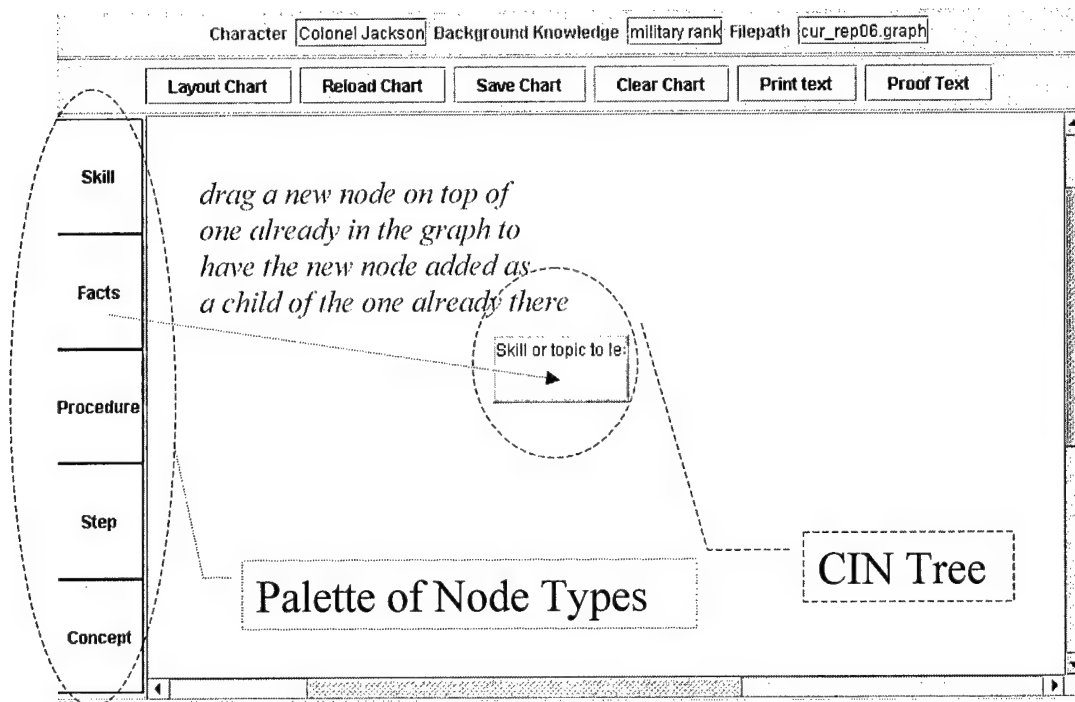 Character Colonel Jackson Background Knowledge military rank Filepath cur_rep06.graph
Layout Chart Reload Chart Save Chart Clear Chart Print text Proof Text
Skill
drag a new node on top of
one already in the graph to
have the new node added as
a child of the one already there
Facts
Skill or topic to le:
Procedure
Step
CIN Tree
Palette of Node Types
Concept